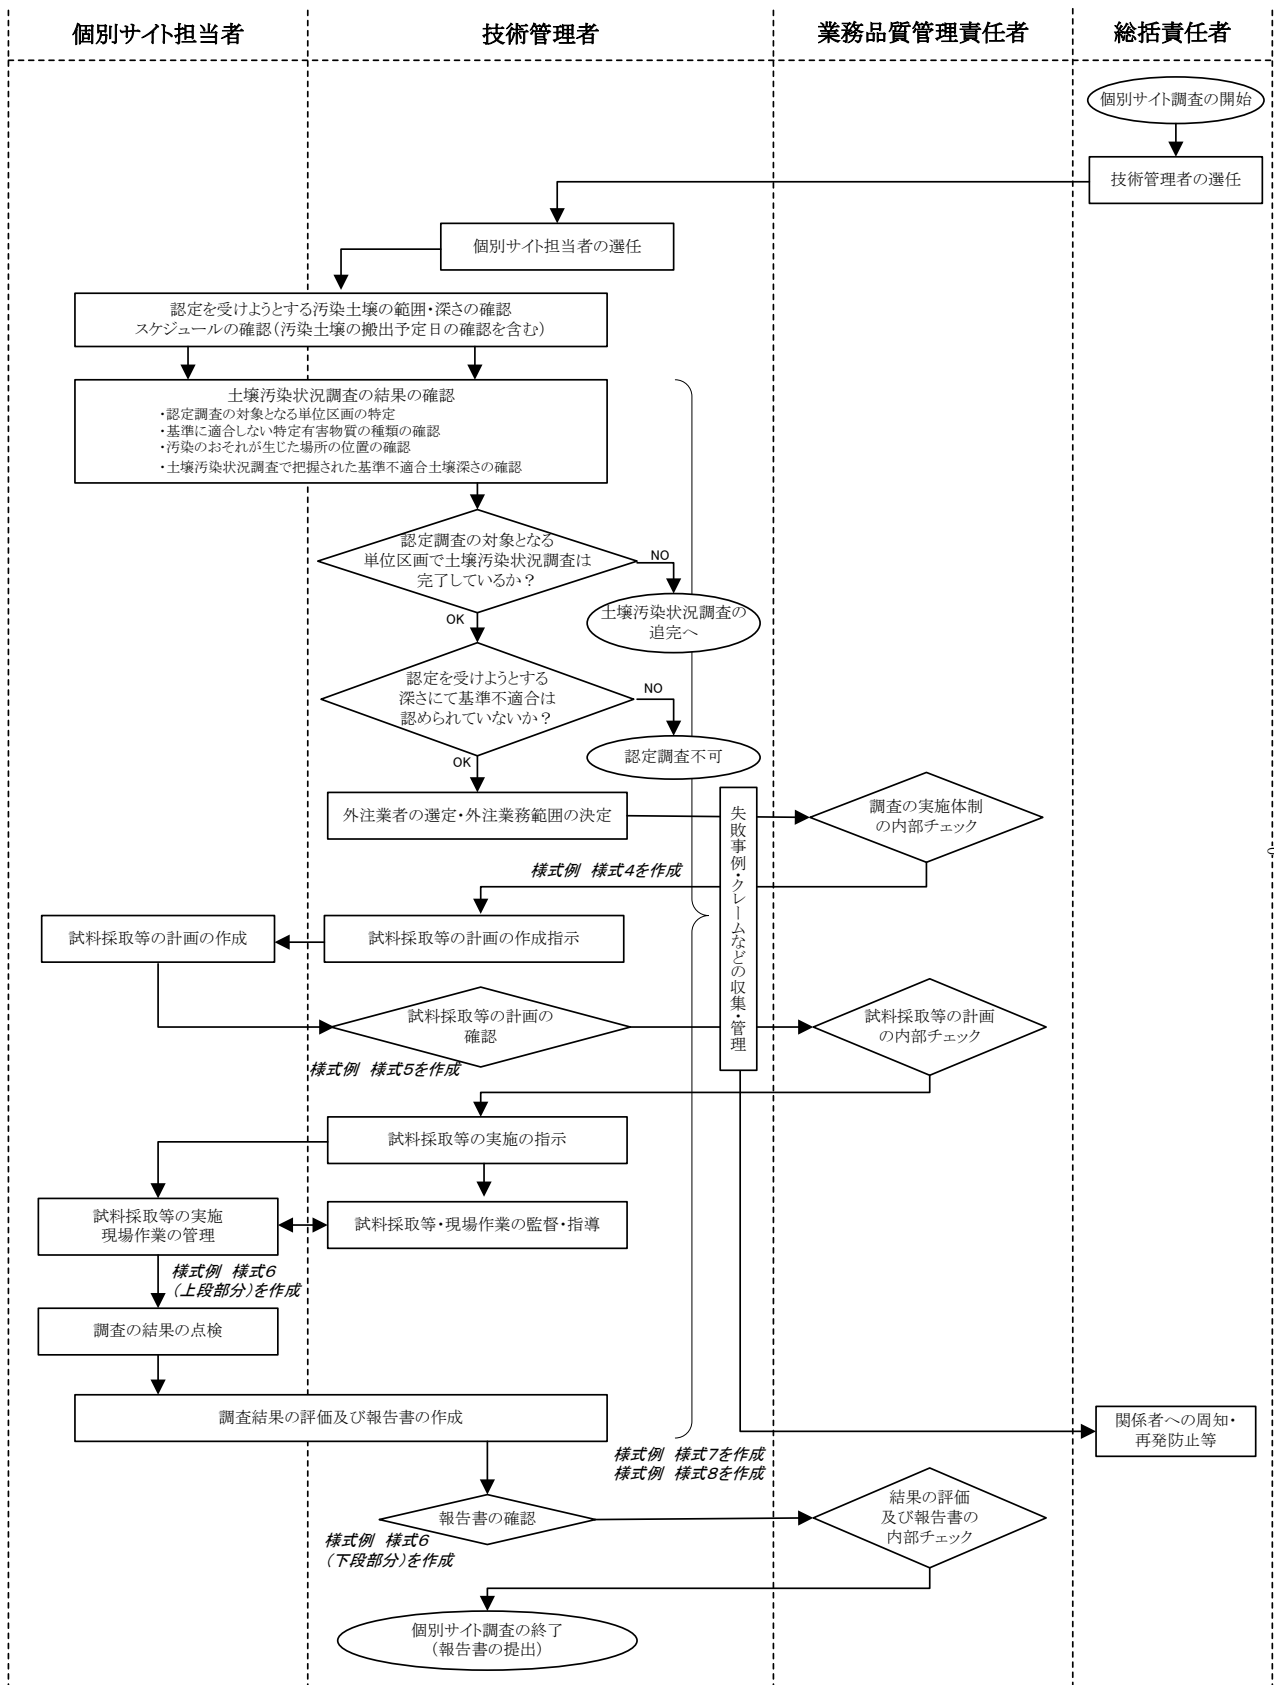 個別サイト担当者
技術管理者
業務品質管理責任者
総括責任者
個別サイト調査の開始
技術管理者の選任
個別サイト担当者の選任
認定を受けようとする汚染土壌の範囲・深さの確認
スケジュールの確認（汚染土壌の搬出予定日の確認を含む）
土壌汚染状況調査の結果の確認
・認定調査の対象となる単位区画の特定
・基準に適合しない特定有害物質の種類の確認
・汚染のおそれが生じた場所の位置の確認
・土壌汚染状況調査で把握された基準不適合土壌深さの確認
認定調査の対象となる
単位区画で土壌汚染状況調査は
完了しているか？
NO
土壌汚染状況調査の
追完へ
OK
認定を受けようとする
深さにて基準不適合は
認められていないか？
NO
認定調査不可
OK
外注業者の選定・外注業務範囲の決定
失敗事例・クレームなどの収集・管理
調査の実施体制
の内部チェック
様式例 様式4を作成
試料採取等の計画の作成
試料採取等の計画の作成指示
試料採取等の計画の
確認
試料採取等の計画
の内部チェック
様式例 様式5を作成
試料採取等の実施の指示
試料採取等の実施
現場作業の管理
試料採取等・現場作業の監督・指導
様式例 様式6
（上段部分）を作成
調査の結果の点検
調査結果の評価及び報告書の作成
関係者への周知・
再発防止等
様式例 様式7を作成
様式例 様式8を作成
報告書の確認
結果の評価
及び報告書の
内部チェック
様式例 様式6
（下段部分）を作成
個別サイト調査の終了
（報告書の提出）